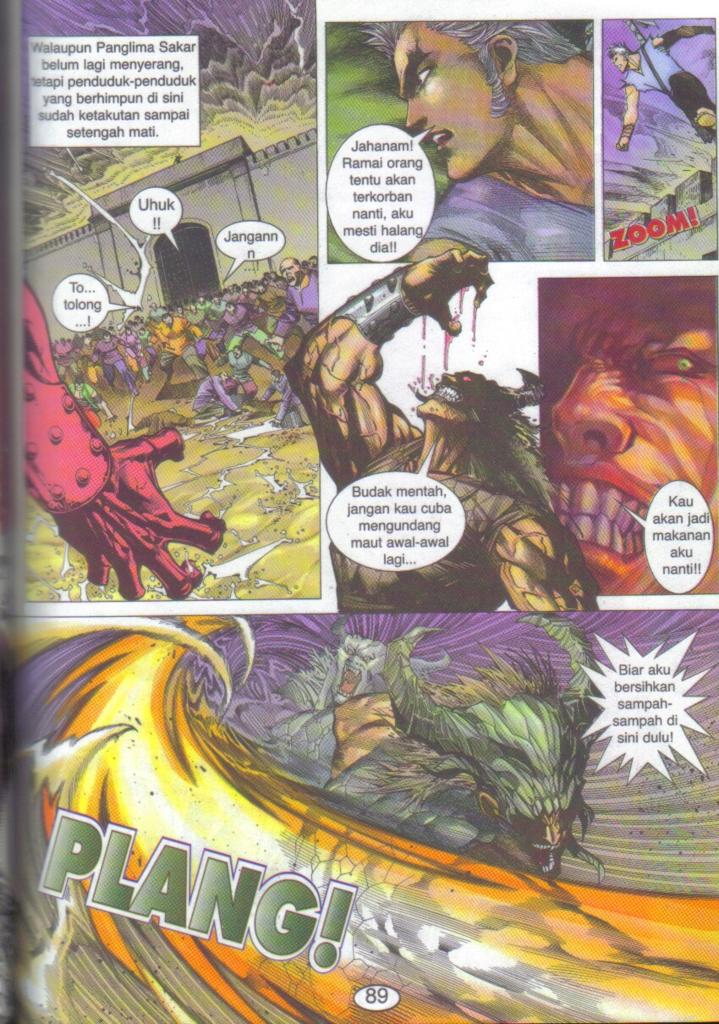 Walaupun Panglima Sakar
belum lagi menyerang,
tetapi penduduk-penduduk
yang berhimpun di sini
sudah ketakutan sampai
setengah mati.
Uhuk
!!
Jangann
n
To...
tolong
...!
Jahanam!
Ramai orang
tentu akan
terkorban
nanti, aku
mesti halang
dia!!
ZOOM!
Budak mentah,
jangan kau cuba
mengundang
maut awal-awal
lagi...
Kau
akan jadi
makanan
aku
nanti!!
Biar aku
bersihkan
sampah-
sampah di
sini dulu!
PLANG!
89